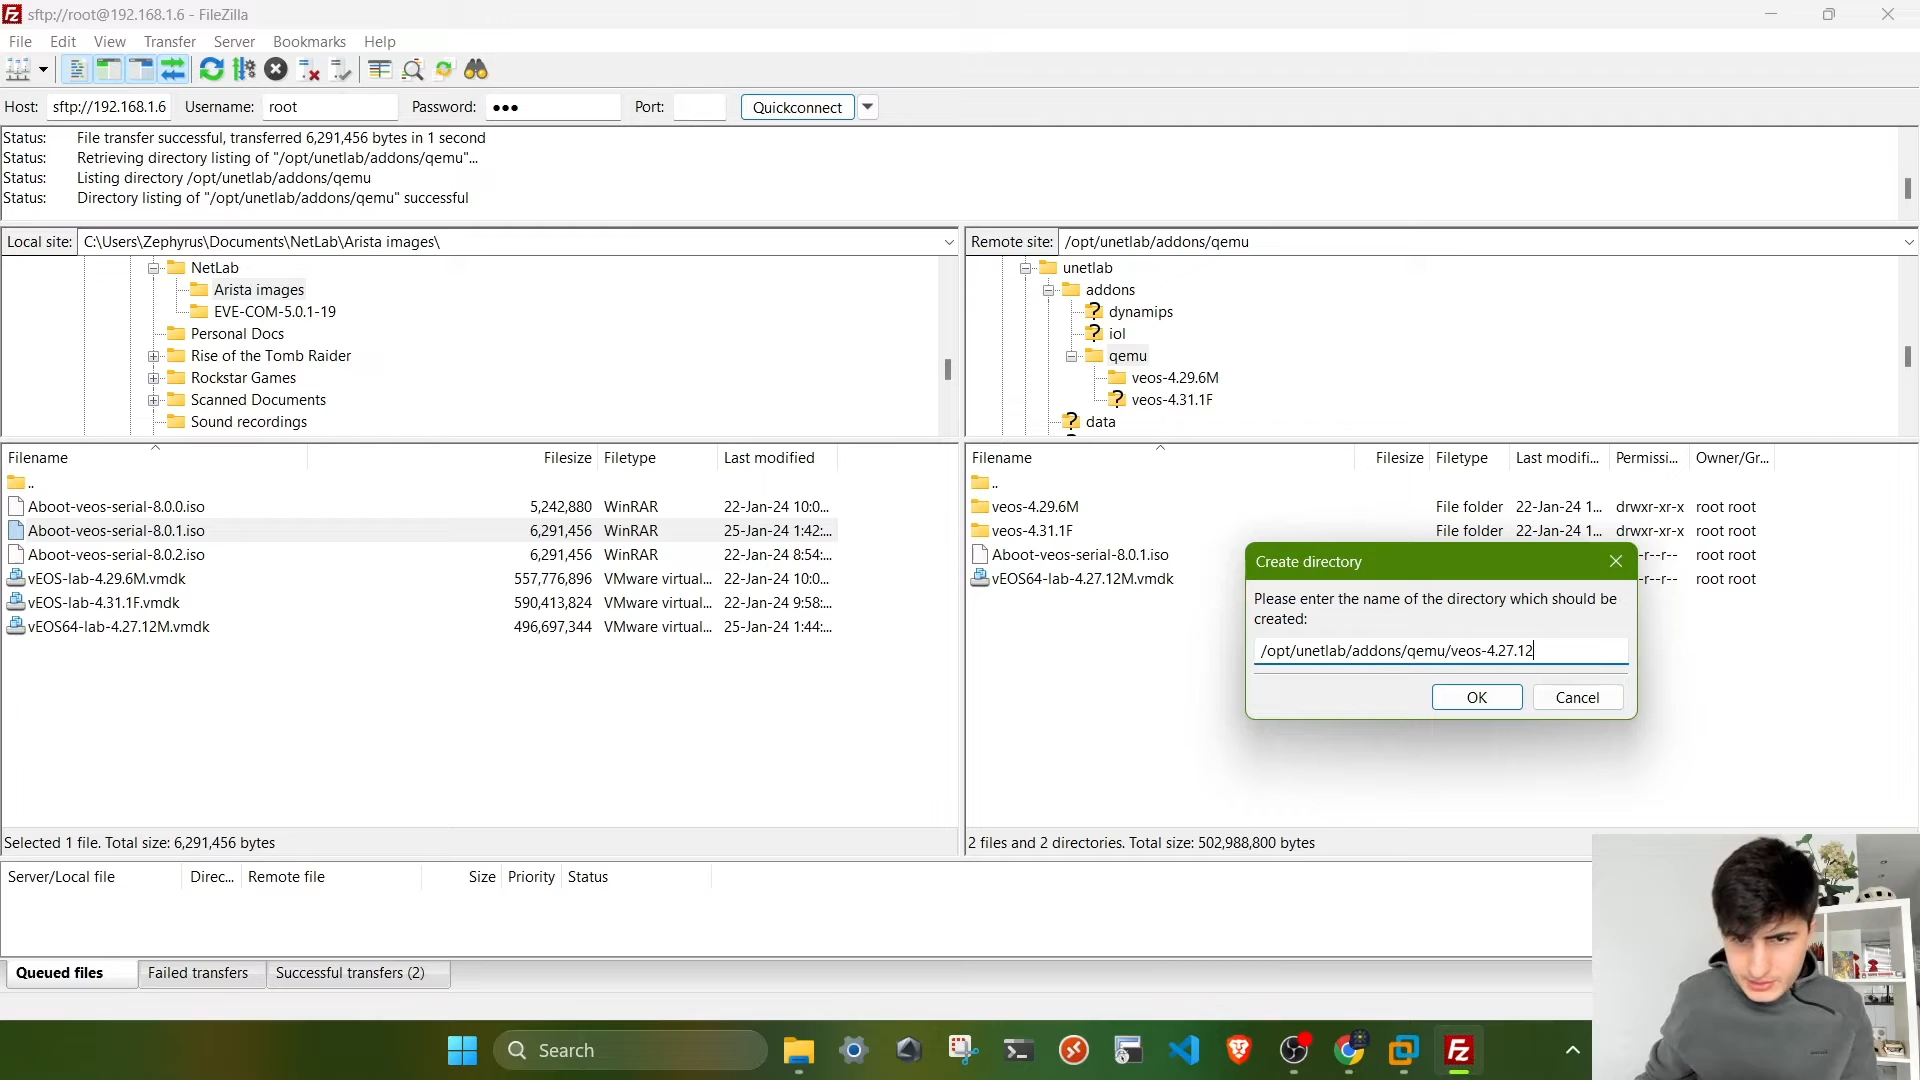 sftp://root@192.168.1.6 - FileZilla
File Edit View Transfer Server Bookmarks Help
Host: sftp://192.168.1.6 Username: root Password: ●●● Port: Quickconnect
Status: File transfer successful, transferred 6,291,456 bytes in 1 second
Status: Retrieving directory listing of "/opt/unetlab/addons/qemu"...
Status: Listing directory /opt/unetlab/addons/qemu
Status: Directory listing of "/opt/unetlab/addons/qemu" successful
Local site: C:\Users\Zephyrus\Documents\NetLab\Arista images\
NetLab
Arista images
EVE-COM-5.0.1-19
Personal Docs
Rise of the Tomb Raider
Rockstar Games
Scanned Documents
Sound recordings
Remote site: /opt/unetlab/addons/qemu
unetlab
addons
dynamips
iol
qemu
veos-4.29.6M
veos-4.31.1F
data
Filename Filesize Filetype Last modified
..
Aboot-veos-serial-8.0.0.iso 5,242,880 WinRAR 22-Jan-24 10:0...
Aboot-veos-serial-8.0.1.iso 6,291,456 WinRAR 25-Jan-24 1:42:...
Aboot-veos-serial-8.0.2.iso 6,291,456 WinRAR 22-Jan-24 8:54:...
vEOS-lab-4.29.6M.vmdk 557,776,896 VMware virtual... 22-Jan-24 10:0...
vEOS-lab-4.31.1F.vmdk 590,413,824 VMware virtual... 22-Jan-24 9:58:...
vEOS64-lab-4.27.12M.vmdk 496,697,344 VMware virtual... 25-Jan-24 1:44:...
Selected 1 file. Total size: 6,291,456 bytes
Filename Filesize Filetype Last modifi... Permissi... Owner/Gr...
..
veos-4.29.6M File folder 22-Jan-24 1... drwxr-xr-x root root
veos-4.31.1F File folder 22-Jan-24 1... drwxr-xr-x root root
Aboot-veos-serial-8.0.1.iso -r--r-- root root
vEOS64-lab-4.27.12M.vmdk -r--r-- root root
Create directory
Please enter the name of the directory which should be
created:
/opt/unetlab/addons/qemu/veos-4.27.12
OK Cancel
2 files and 2 directories. Total size: 502,988,800 bytes
Server/Local file Direc... Remote file Size Priority Status
Queued files Failed transfers Successful transfers (2)
Search